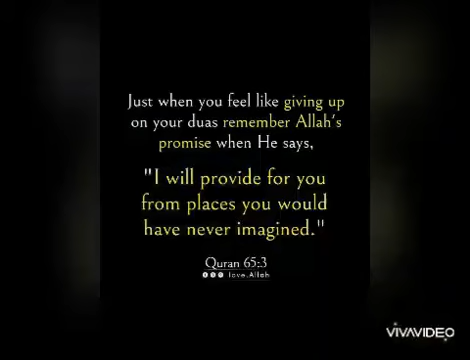 Just when you feel like giving up
on your duas remember Allah's
promise when He says,
"I will provide for you
from places you would
have never imagined."
Quran 65:3
love.Allah
VIVAVIDEO